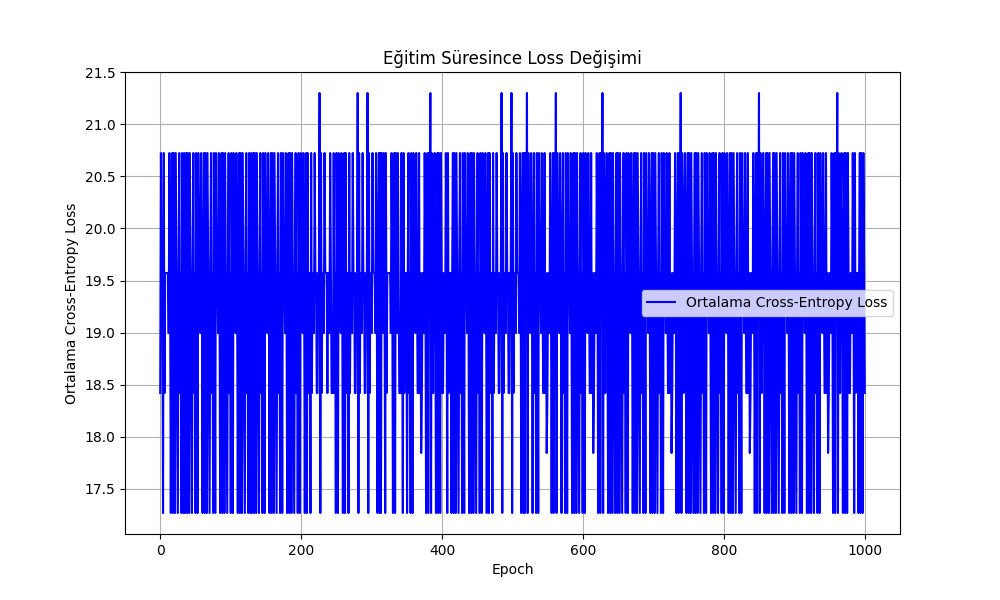 Eğitim Süresince Loss Değişimi
21.5
21.0
20.5
20.0
19.5
19.0
18.5
18.0
17.5
Ortalama Cross-Entropy Loss
Ortalama Cross-Entropy Loss
0 200 400 600 800 1000
Epoch